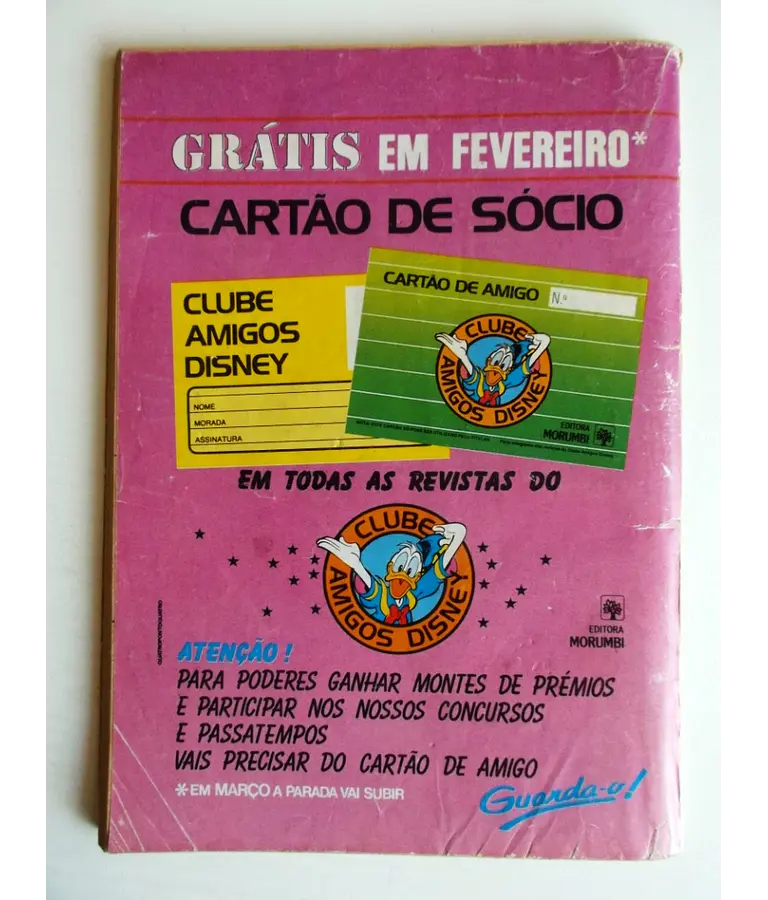 GRÁTIS EM FEVEREIRO*
CARTÃO DE SÓCIO
CLUBE
AMIGOS
DISNEY
NOME
MORADA
ASSINATURA
CARTÃO DE AMIGO
N.º
CLUBE
AMIGOS DISNEY
EDITORA
MORUMBI
EM TODAS AS REVISTAS DO
CLUBE
AMIGOS DISNEY
QUATROPONTOQUATRO
EDITORA
MORUMBI
ATENÇÃO !
PARA PODERES GANHAR MONTES DE PRÉMIOS
E PARTICIPAR NOS NOSSOS CONCURSOS
E PASSATEMPOS
VAIS PRECISAR DO CARTÃO DE AMIGO
*EM MARÇO A PARADA VAI SUBIR
Guarda-o!